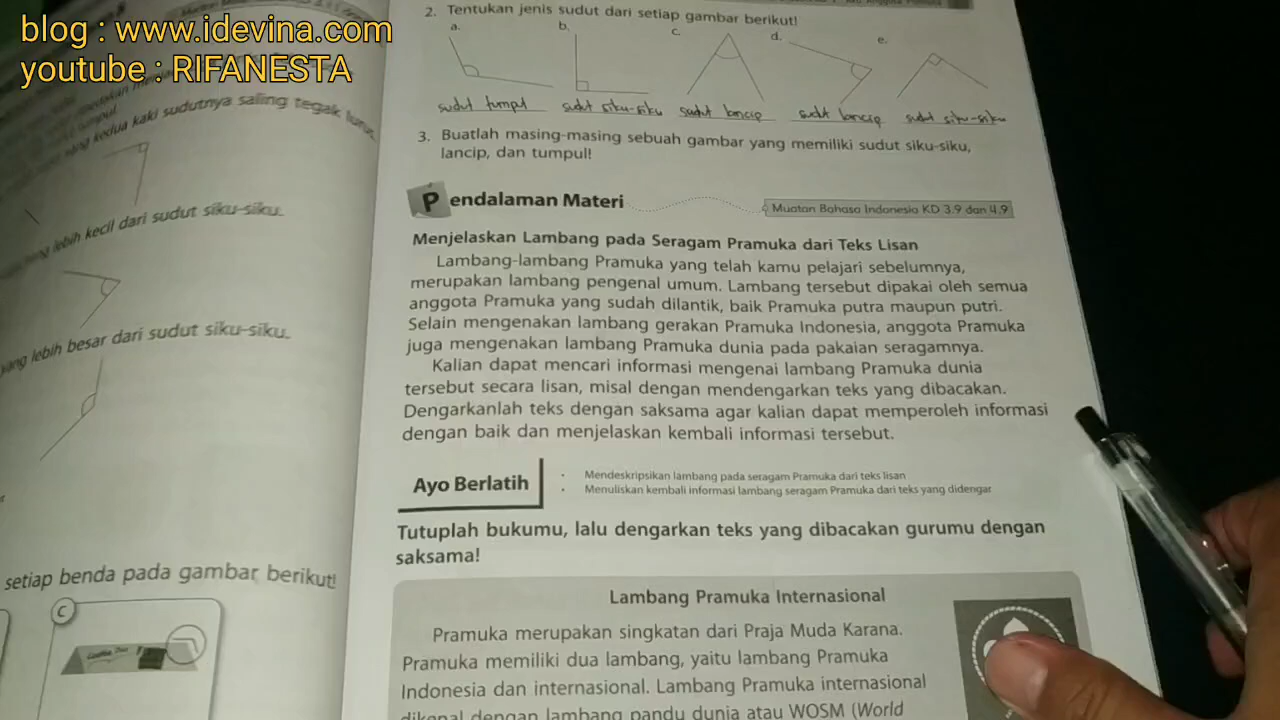 blog : www.idevina.com
youtube : RIFANESTA
kedua kaki sudutnya saling tegak lurus.
lebih kecil dari sudut siku-siku.
yang lebih besar dari sudut siku-siku.
setiap benda pada gambar berikut!
C
2. Tentukan jenis sudut dari setiap gambar berikut!
a. b. c. d. e.
sudut tumpul sudut siku-siku sudut lancip sudut lancip sudut siku-siku
3. Buatlah masing-masing sebuah gambar yang memiliki sudut siku-siku,
lancip, dan tumpul!
Pendalaman Materi
Muatan Bahasa Indonesia KD 3.9 dan 4.9
Menjelaskan Lambang pada Seragam Pramuka dari Teks Lisan
Lambang-lambang Pramuka yang telah kamu pelajari sebelumnya,
merupakan lambang pengenal umum. Lambang tersebut dipakai oleh semua
anggota Pramuka yang sudah dilantik, baik Pramuka putra maupun putri.
Selain mengenakan lambang gerakan Pramuka Indonesia, anggota Pramuka
juga mengenakan lambang Pramuka dunia pada pakaian seragamnya.
Kalian dapat mencari informasi mengenai lambang Pramuka dunia
tersebut secara lisan, misal dengan mendengarkan teks yang dibacakan.
Dengarkanlah teks dengan saksama agar kalian dapat memperoleh informasi
dengan baik dan menjelaskan kembali informasi tersebut.
Ayo Berlatih
• Mendeskripsikan lambang pada seragam Pramuka dari teks lisan
• Menuliskan kembali informasi lambang seragam Pramuka dari teks yang didengar
Tutuplah bukumu, lalu dengarkan teks yang dibacakan gurumu dengan
saksama!
Lambang Pramuka Internasional
Pramuka merupakan singkatan dari Praja Muda Karana.
Pramuka memiliki dua lambang, yaitu lambang Pramuka
Indonesia dan internasional. Lambang Pramuka internasional
dikenal dengan lambang pandu dunia atau WOSM (World